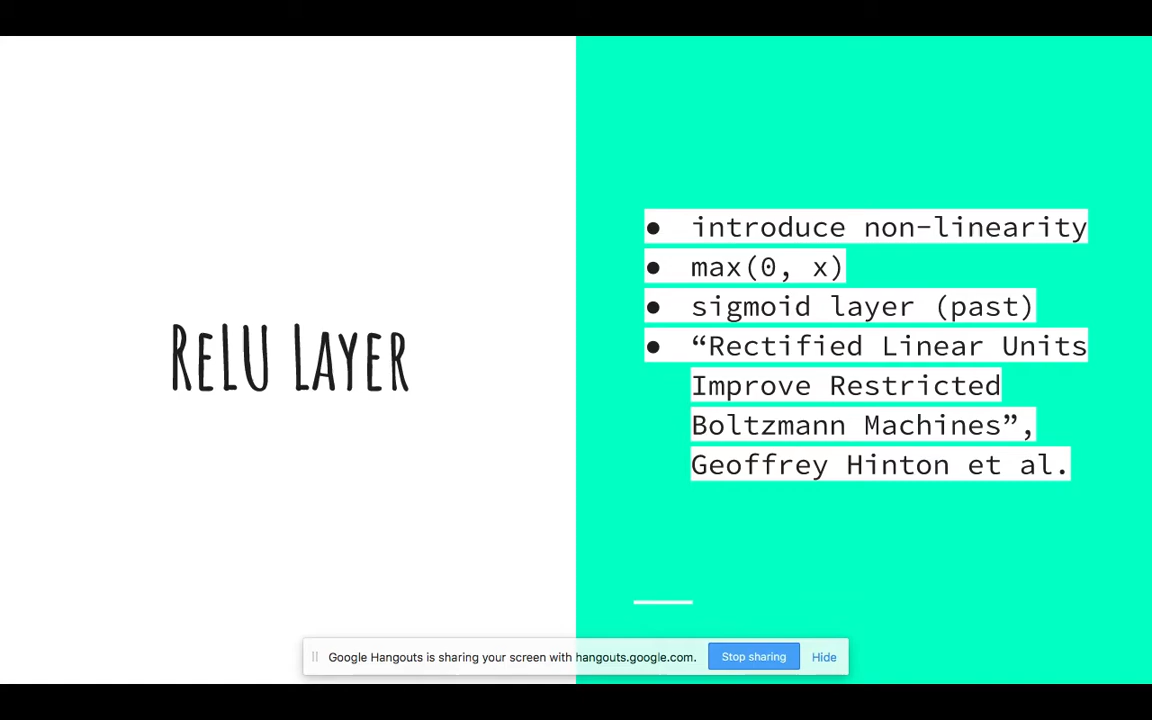 ReLU Layer
● introduce non-linearity
● max(0, x)
● sigmoid layer (past)
● “Rectified Linear Units
Improve Restricted
Boltzmann Machines”,
Geoffrey Hinton et al.
Google Hangouts is sharing your screen with hangouts.google.com. Stop sharing Hide